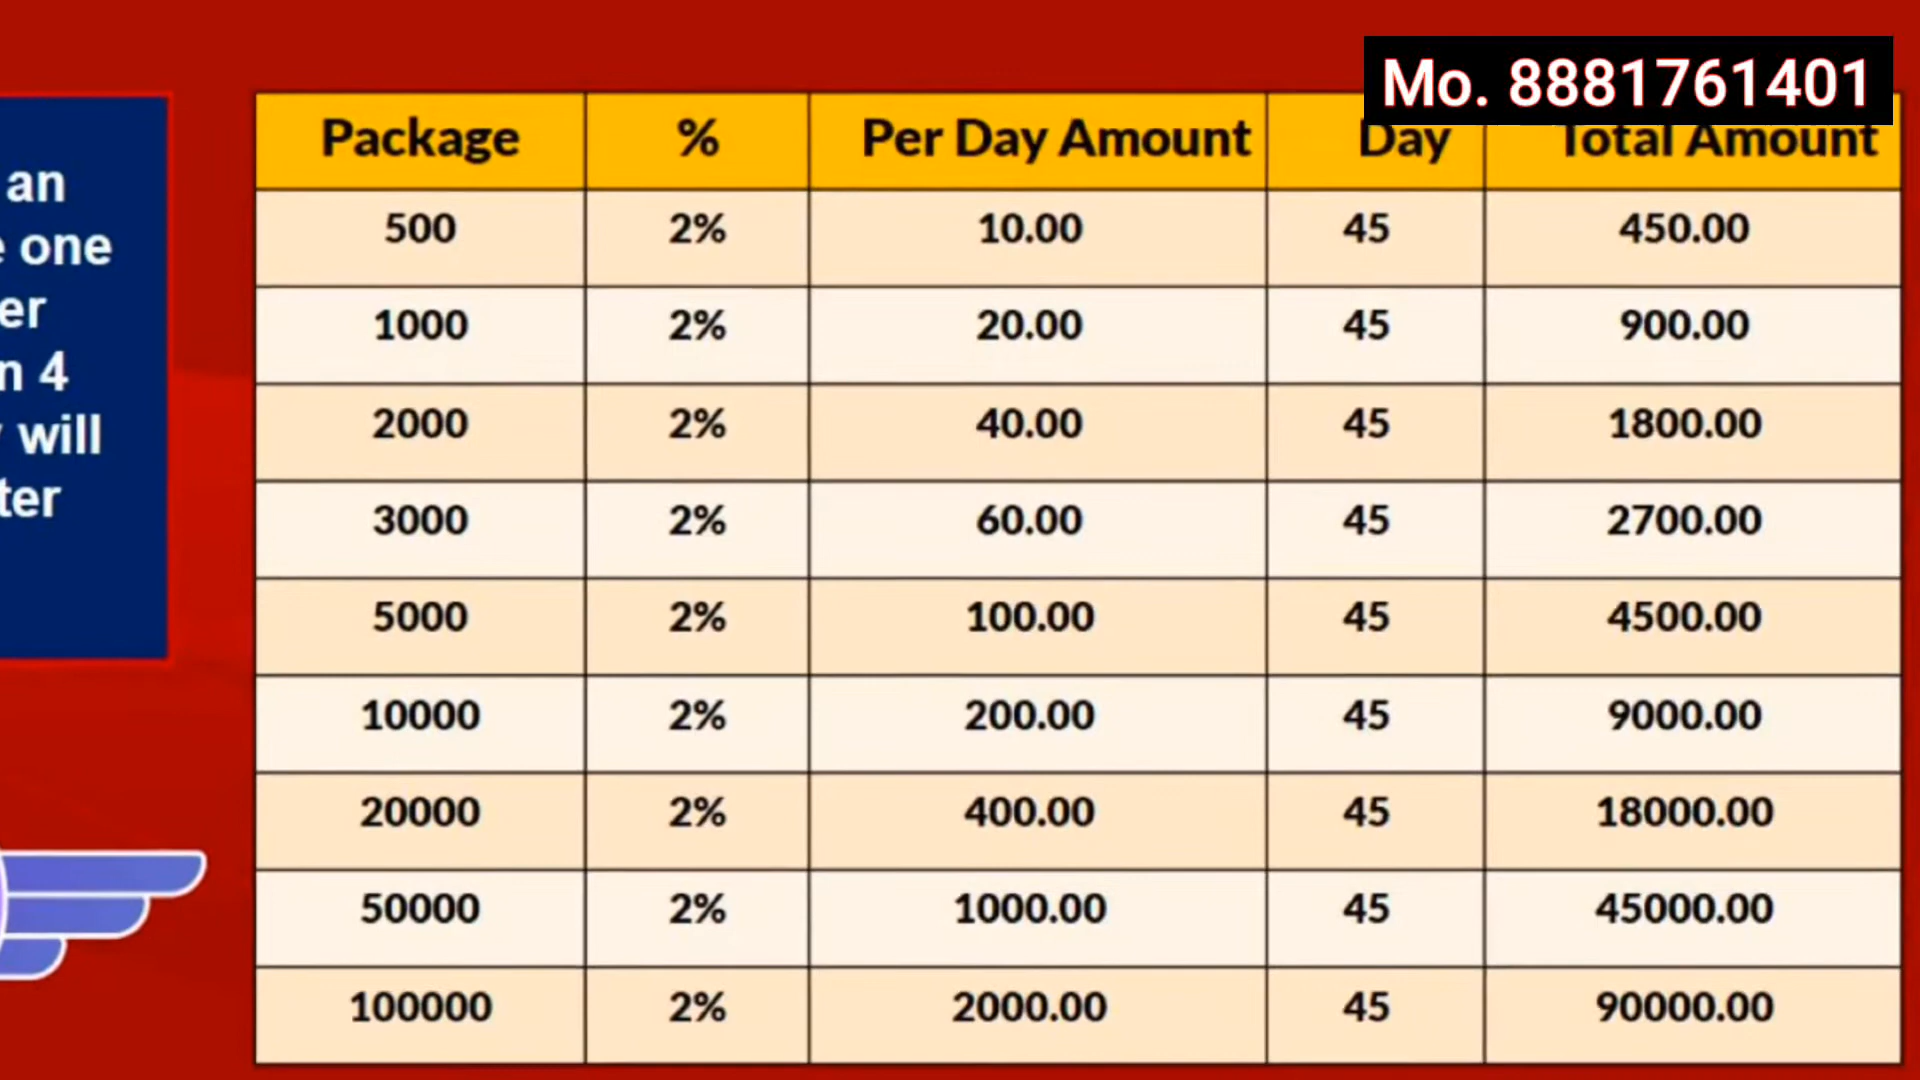 Mo. 8881761401
an
one
er
n 4
will
ter
Package % Per Day Amount Day Total Amount
500 2% 10.00 45 450.00
1000 2% 20.00 45 900.00
2000 2% 40.00 45 1800.00
3000 2% 60.00 45 2700.00
5000 2% 100.00 45 4500.00
10000 2% 200.00 45 9000.00
20000 2% 400.00 45 18000.00
50000 2% 1000.00 45 45000.00
100000 2% 2000.00 45 90000.00